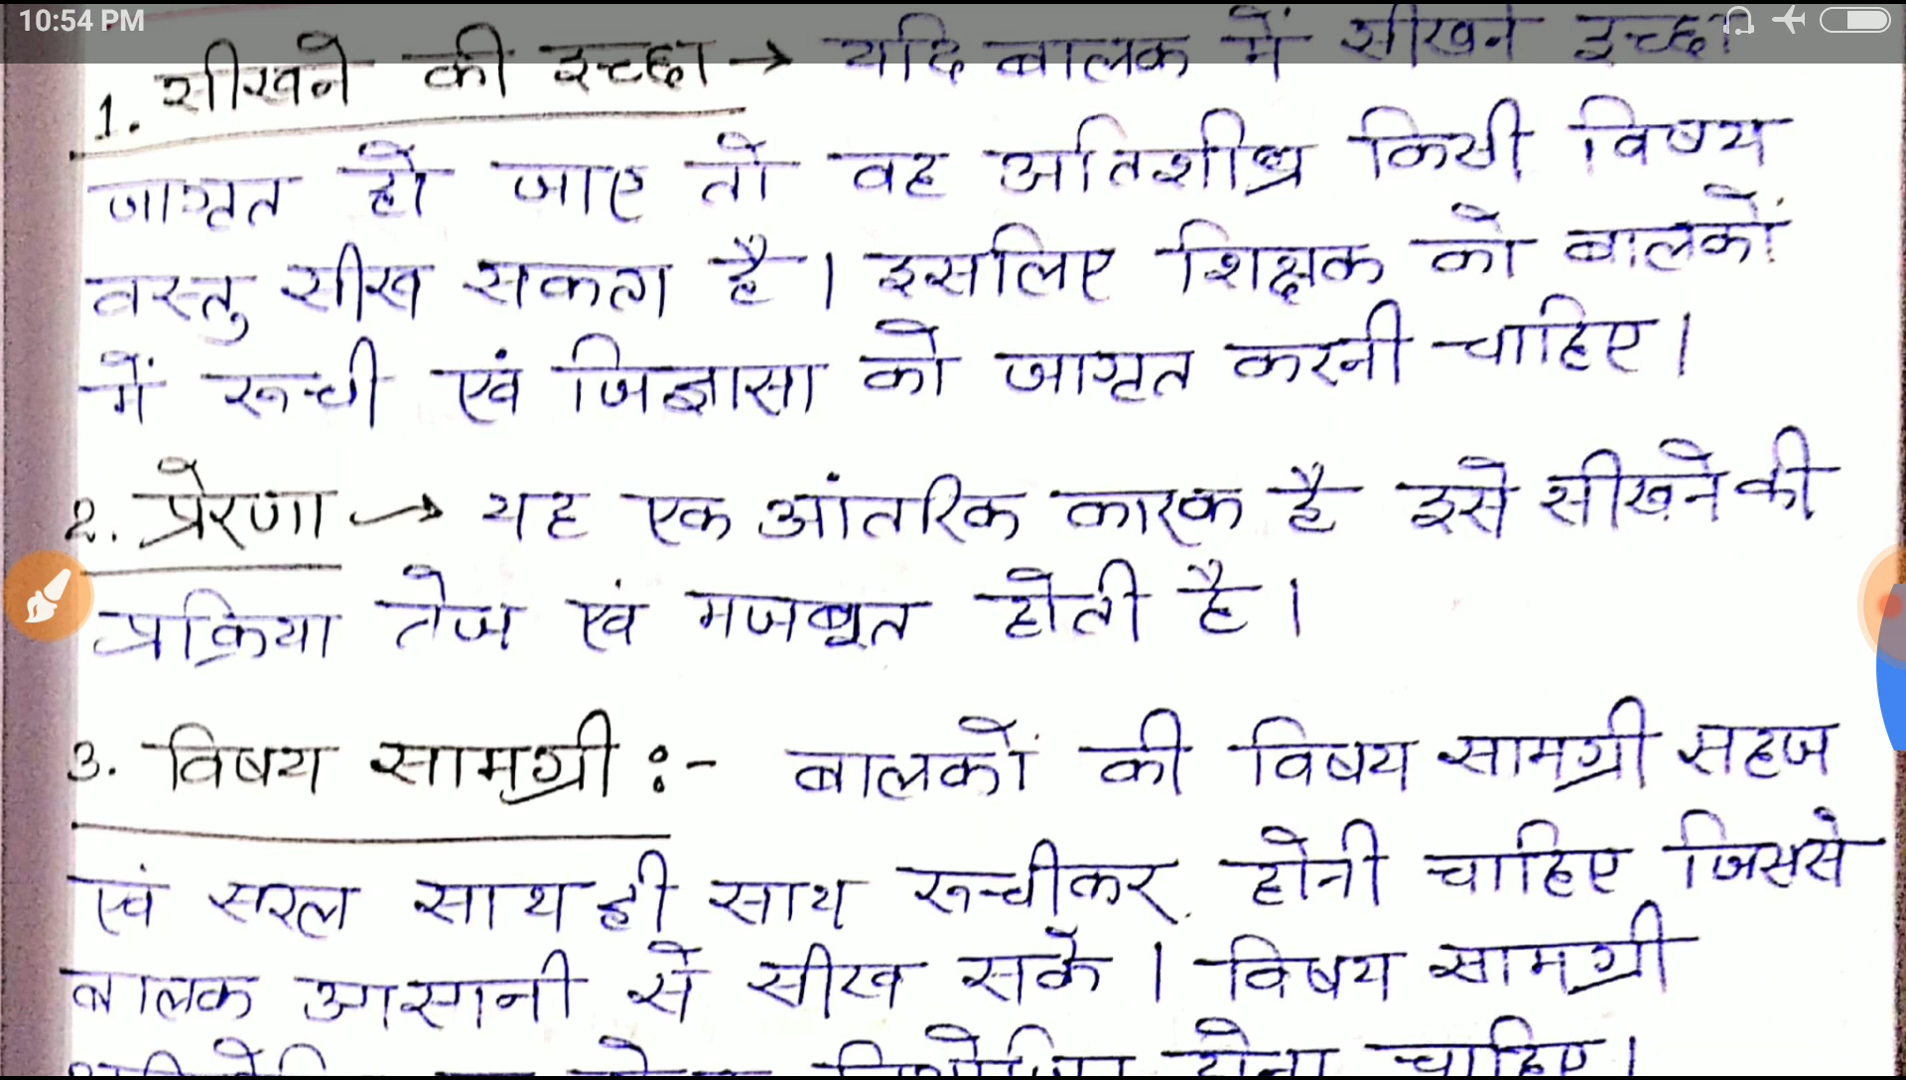 10:54 PM
1. सीखने की इच्छा → यदि बालक में सीखने इच्छा
जागृत हो जाए तो वह अतिशीघ्र किसी विषय
वस्तु सीख सकता है। इसलिए शिक्षक को बालकों
में रूची एवं जिज्ञासा को जागृत करनी चाहिए।
2. प्रेरणा → यह एक आंतरिक कारक है इसे सीखने की
प्रक्रिया तेज एवं मजबूत होती है।
3. विषय सामग्री :- बालकों की विषय सामग्री सहज
एवं सरल साथ ही साथ रूचीकर होनी चाहिए जिससे
बालक आसानी से सीख सकें। विषय सामग्री
होना चाहिए।